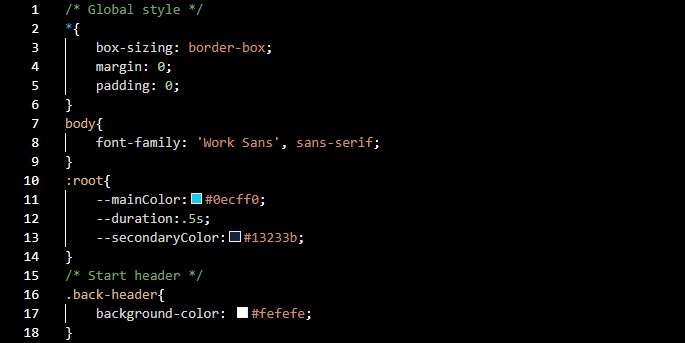 1 /* Global style */
2 *{
3 box-sizing: border-box;
4 margin: 0;
5 padding: 0;
6 }
7 body{
8 font-family: 'Work Sans', sans-serif;
9 }
10 :root{
11 --mainColor:#0ecff0;
12 --duration:.5s;
13 --secondaryColor:#13233b;
14 }
15 /* Start header */
16 .back-header{
17 background-color: #fefefe;
18 }